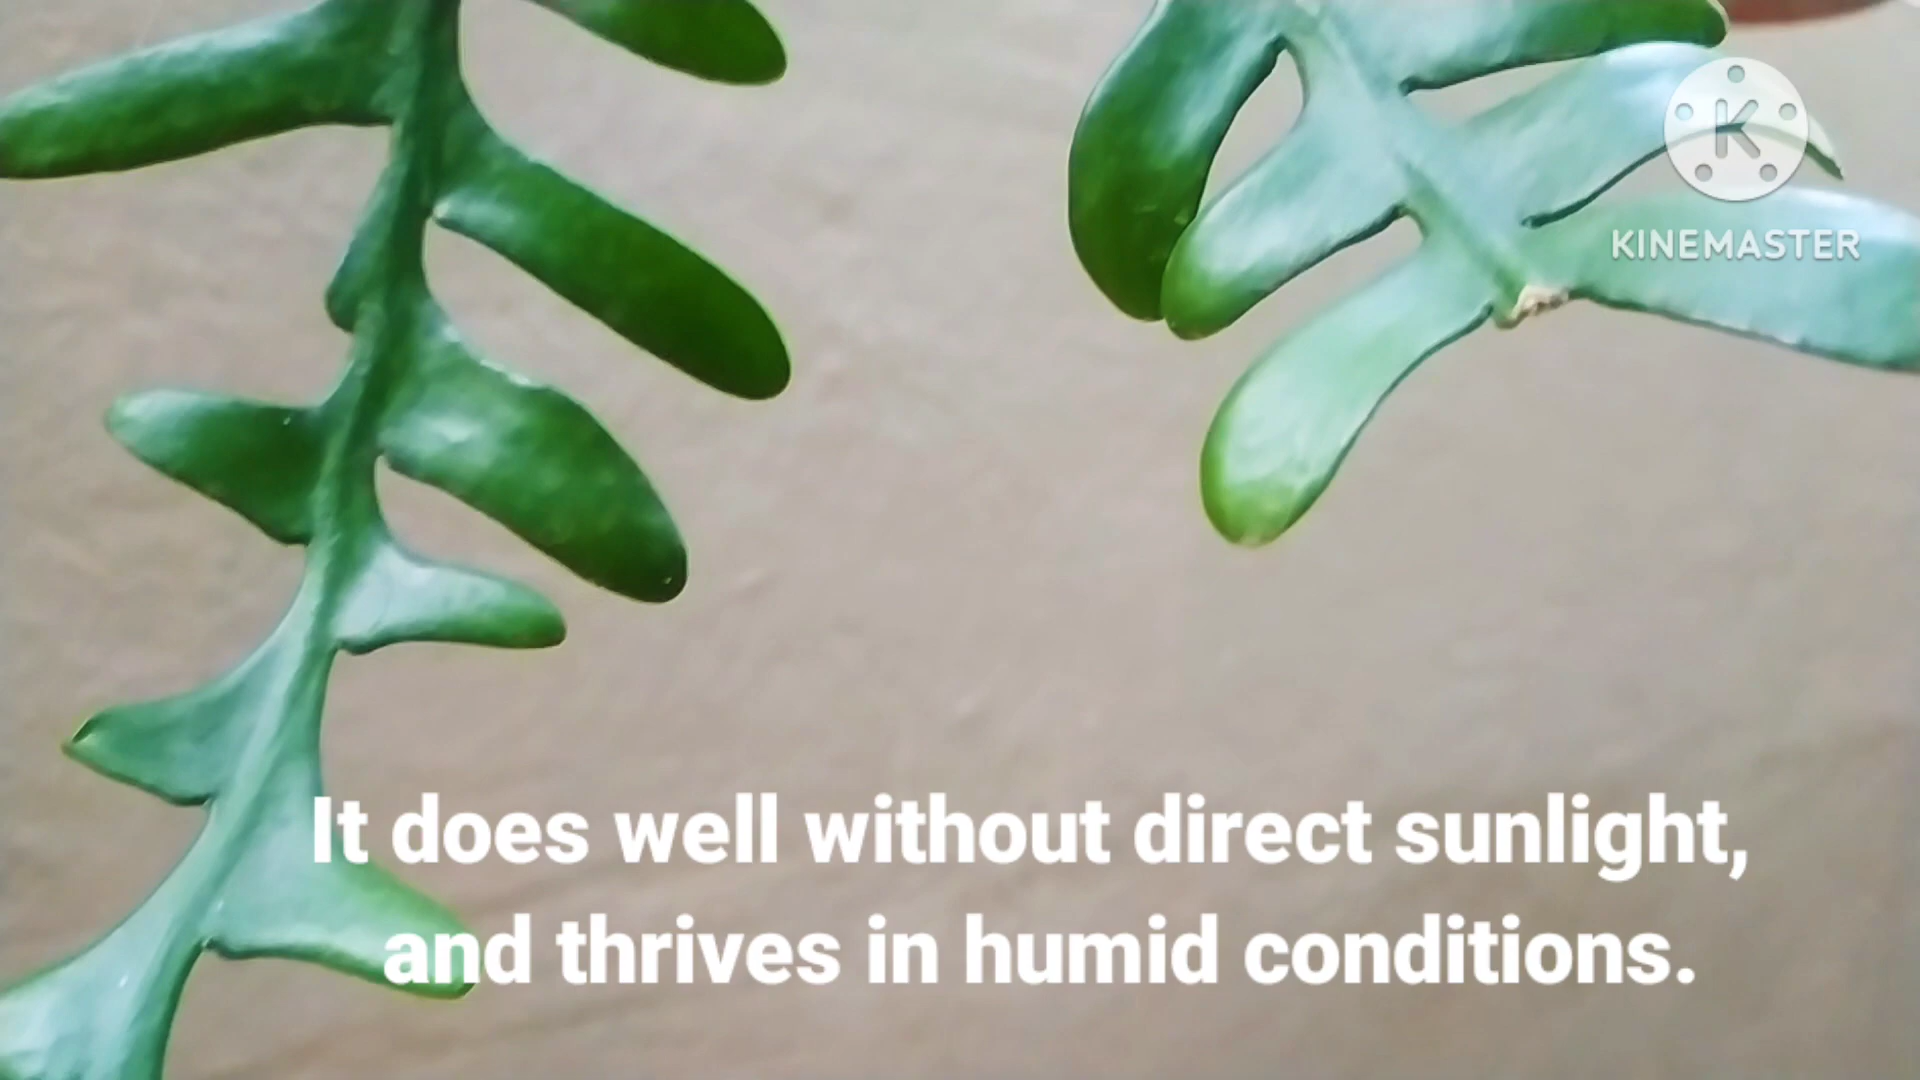 K
KINEMASTER
It does well without direct sunlight,
and thrives in humid conditions.